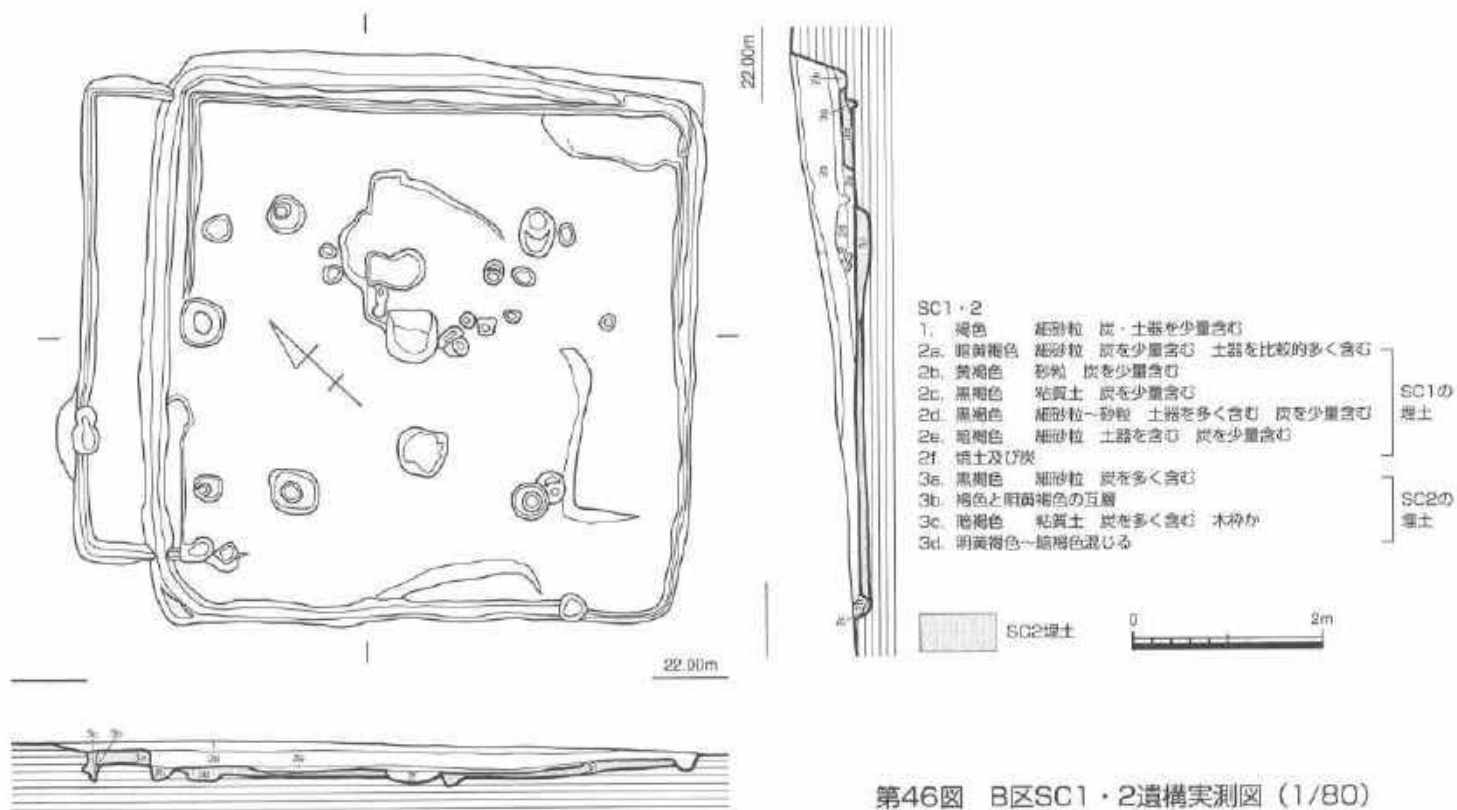 22.00m
SC1・2
1. 褐色 細砂粒 炭・土器を少量含む
2a. 暗黄褐色 細砂粒 炭を少量含む 土器を比較的多く含む
2b. 黄褐色 砂粒 炭を少量含む
2c. 黒褐色 粘質土 炭を少量含む
2d. 黒褐色 細砂粒～砂粒 土器を多く含む 炭を少量含む
2e. 暗褐色 細砂粒 土器を含む 炭を少量含む
SC1の
埋土
2f. 焼土及び炭
3a. 黒褐色 細砂粒 炭を多く含む
3b. 褐色と明黄褐色の互層
3c. 暗褐色 粘質土 炭を多く含む 木枠か
3d. 明黄褐色～暗褐色混じる
SC2の
埋土
SC2埋土
0 2m
22.00m
第46図 B区SC1・2遺構実測図（1/80）